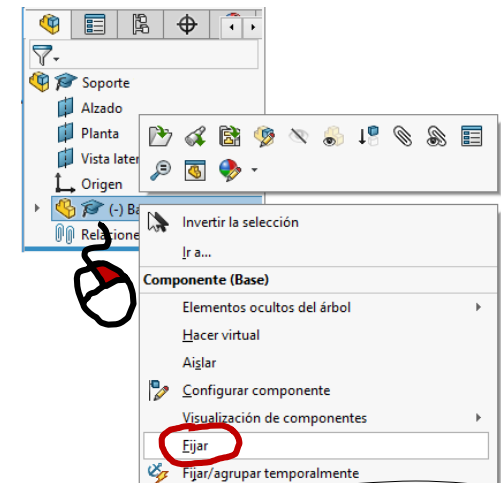 Soporte
Alzado
Planta
Vista later
Origen
(-) Ba
Relacione
Invertir la selección
Ir a...
Componente (Base)
Elementos ocultos del árbol
Hacer virtual
Aislar
Configurar componente
Visualización de componentes
Fijar
Fijar/agrupar temporalmente